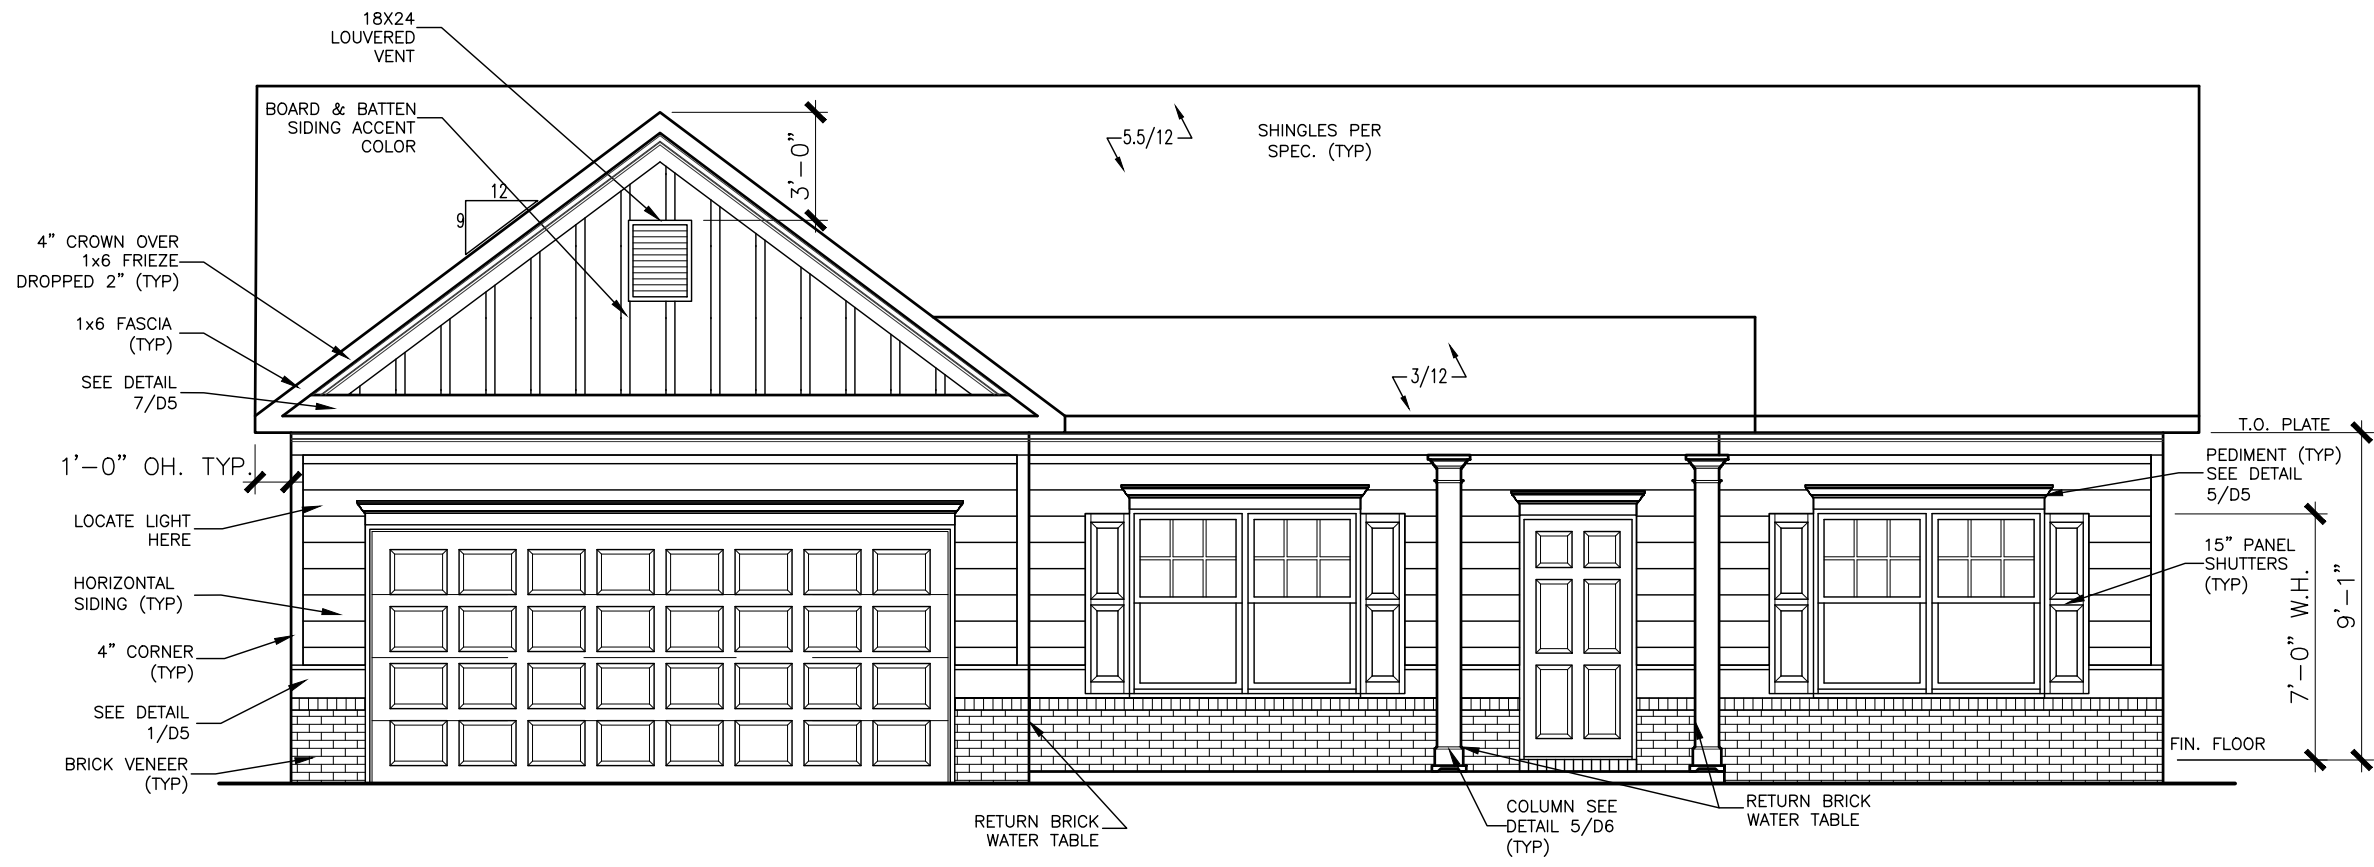 18X24
LOUVERED
VENT
BOARD & BATTEN
SIDING ACCENT
COLOR
3'-0"
5.5/12
SHINGLES PER
SPEC. (TYP)
12
9
4" CROWN OVER
1x6 FRIEZE
DROPPED 2" (TYP)
1x6 FASCIA
(TYP)
3/12
SEE DETAIL
7/D5
T.O. PLATE
1'-0" OH. TYP.
PEDIMENT (TYP)
SEE DETAIL
5/D5
LOCATE LIGHT
HERE
15" PANEL
SHUTTERS
(TYP)
HORIZONTAL
SIDING (TYP)
7'-0" W.H.
9'-1"
4" CORNER
(TYP)
SEE DETAIL
1/D5
FIN. FLOOR
BRICK VENEER
(TYP)
RETURN BRICK
WATER TABLE
COLUMN SEE
DETAIL 5/D6
(TYP)
RETURN BRICK
WATER TABLE